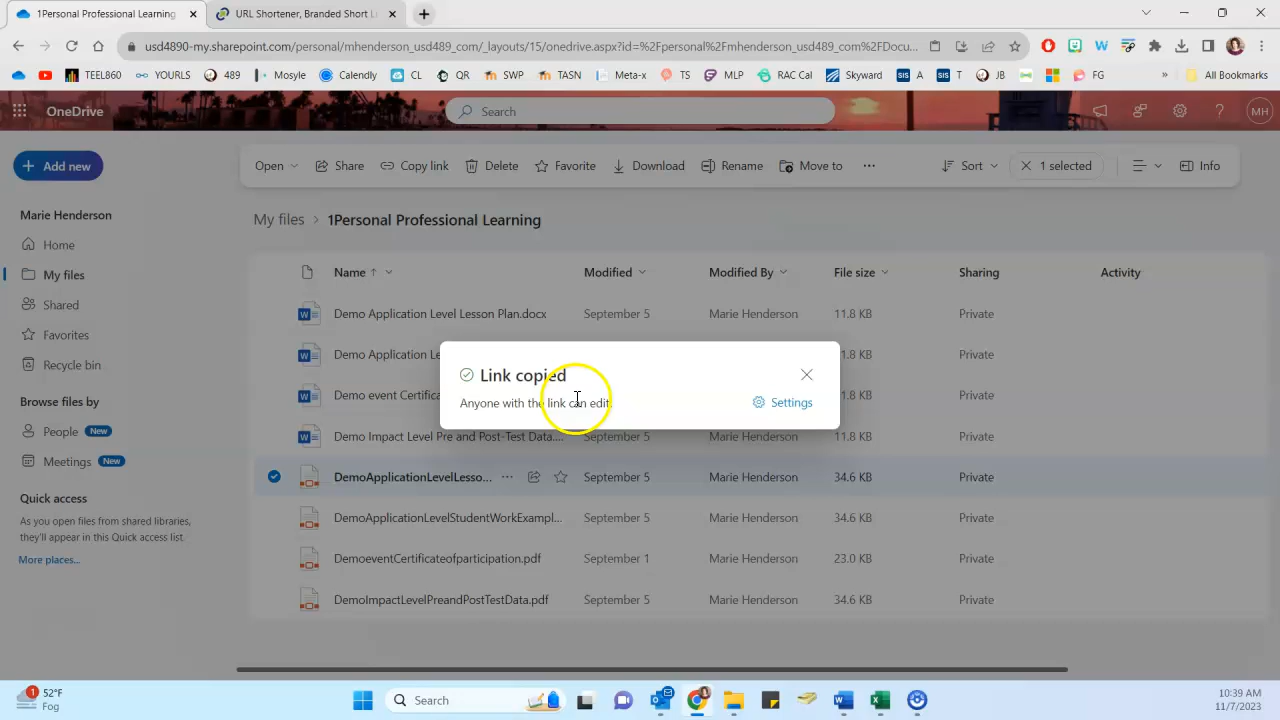 1Personal Professional Learning
URL Shortener, Branded Short L
usd4890-my.sharepoint.com/personal/mhenderson_usd489_com/_layouts/15/onedrive.aspx?id=%2Fpersonal%2Fmhenderson_usd489_com%2FDocu...
TEEL860 YOURLS 489 Mosyle Calendly CL QR SWP TASN Meta-x TS MLP RAC Cal Skyward A T JB FG » All Bookmarks
OneDrive Search MH
Add new Open Share Copy link Delete Favorite Download Rename Move to ... Sort 1 selected Info
Marie Henderson
Home
My files
Shared
Favorites
Recycle bin
Browse files by
People New
Meetings New
Quick access
As you open files from shared libraries,
they'll appear in this Quick access list.
More places...
My files > 1Personal Professional Learning
Name Modified Modified By File size Sharing Activity
Demo Application Level Lesson Plan.docx September 5 Marie Henderson 11.8 KB Private
Demo Application Le 1.8 KB Private
Demo event Certifica 1.8 KB Private
Demo Impact Level Pre and Post-Test Data.... September 5 Marie Henderson 11.8 KB Private
DemoApplicationLevelLesso... September 5 Marie Henderson 34.6 KB Private
DemoApplicationLevelStudentWorkExampl... September 5 Marie Henderson 34.6 KB Private
DemoeventCertificateofparticipation.pdf September 1 Marie Henderson 23.0 KB Private
DemoImpactLevelPreandPostTestData.pdf September 5 Marie Henderson 34.6 KB Private
Link copied
Anyone with the link can edit. Settings
1 52°F
Fog
Search
10:39 AM
11/7/2023